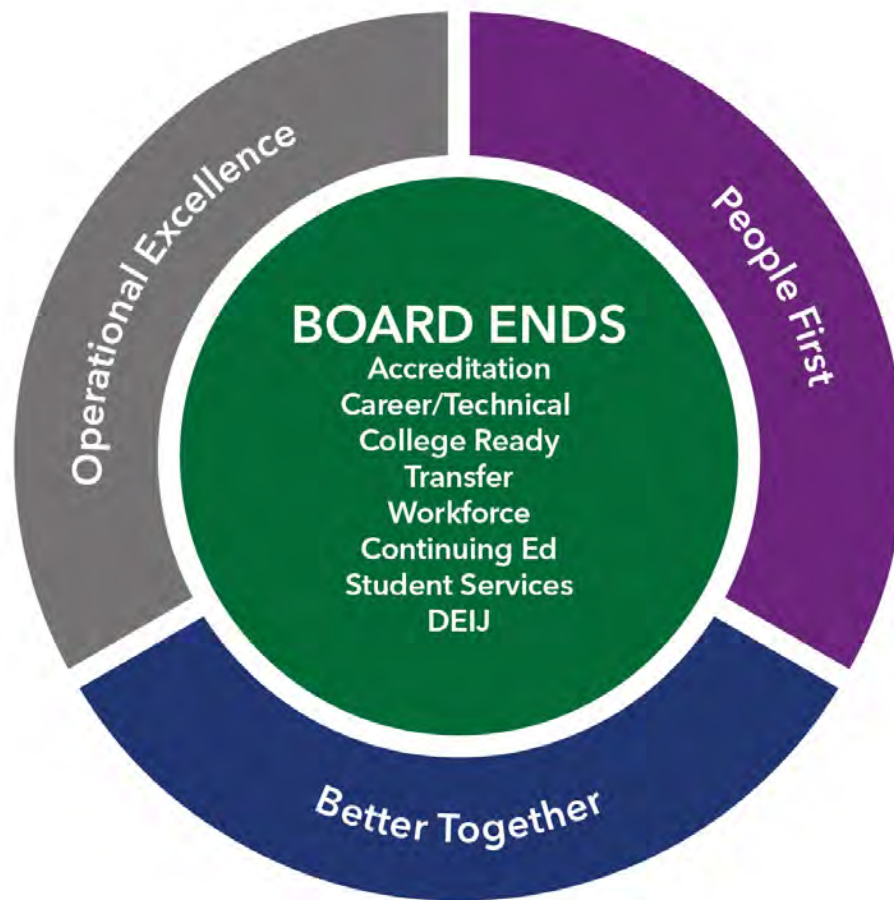 Operational Excellence
People First
BOARD ENDS
Accreditation
Career/Technical
College Ready
Transfer
Workforce
Continuing Ed
Student Services
DEIJ
Better Together